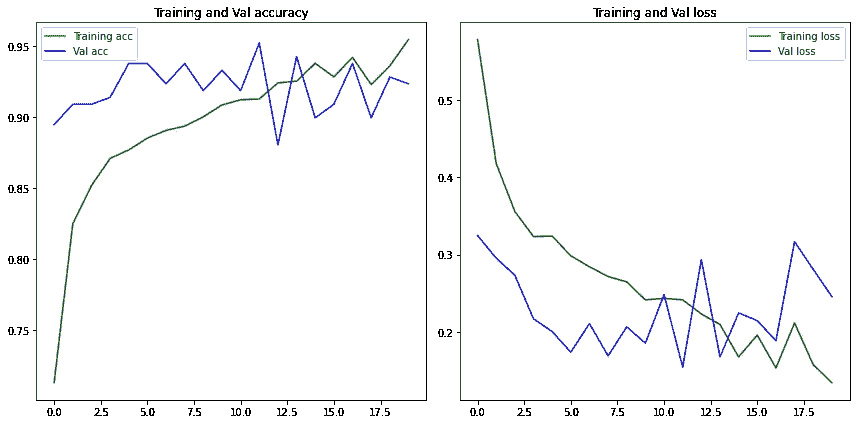 Training and Val accuracy
Training acc
Val acc
0.95
0.90
0.85
0.80
0.75
0.0 2.5 5.0 7.5 10.0 12.5 15.0 17.5
Training and Val loss
Training loss
Val loss
0.5
0.4
0.3
0.2
0.0 2.5 5.0 7.5 10.0 12.5 15.0 17.5